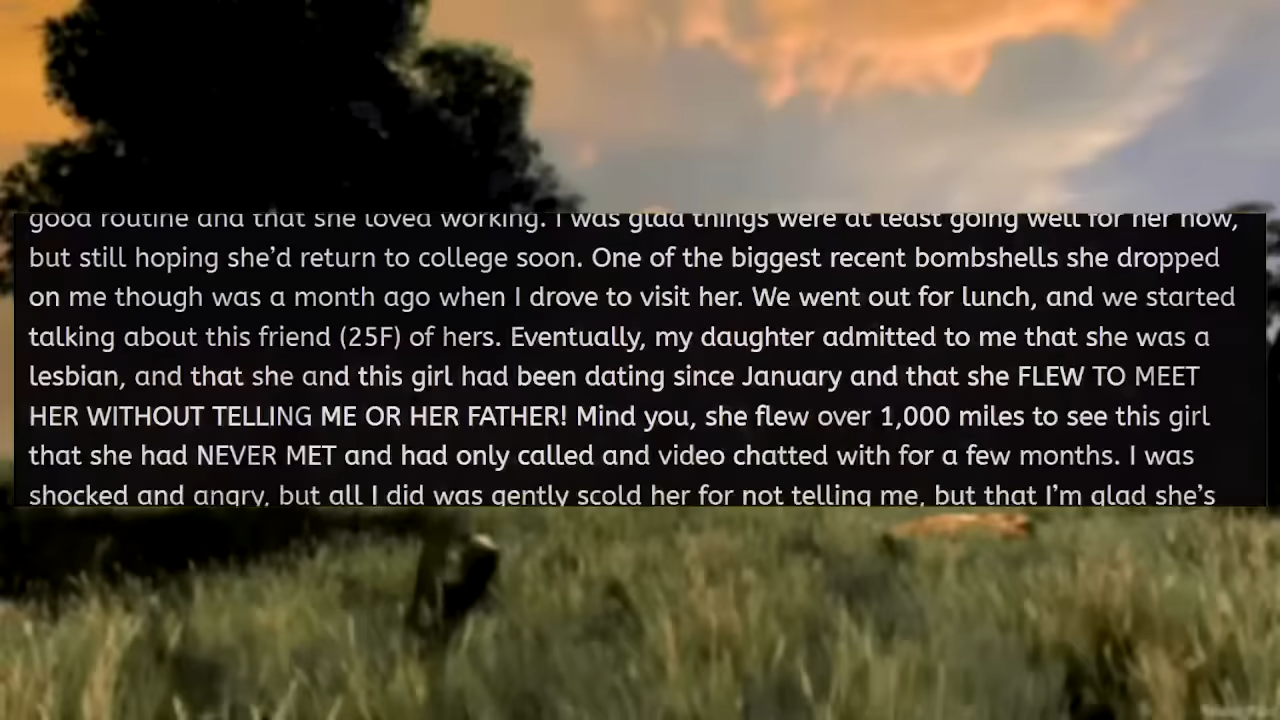 good routine and that she loved working. I was glad things were at least going well for her now,
but still hoping she’d return to college soon. One of the biggest recent bombshells she dropped
on me though was a month ago when I drove to visit her. We went out for lunch, and we started
talking about this friend (25F) of hers. Eventually, my daughter admitted to me that she was a
lesbian, and that she and this girl had been dating since January and that she FLEW TO MEET
HER WITHOUT TELLING ME OR HER FATHER! Mind you, she flew over 1,000 miles to see this girl
that she had NEVER MET and had only called and video chatted with for a few months. I was
shocked and angry, but all I did was gently scold her for not telling me, but that I’m glad she’s